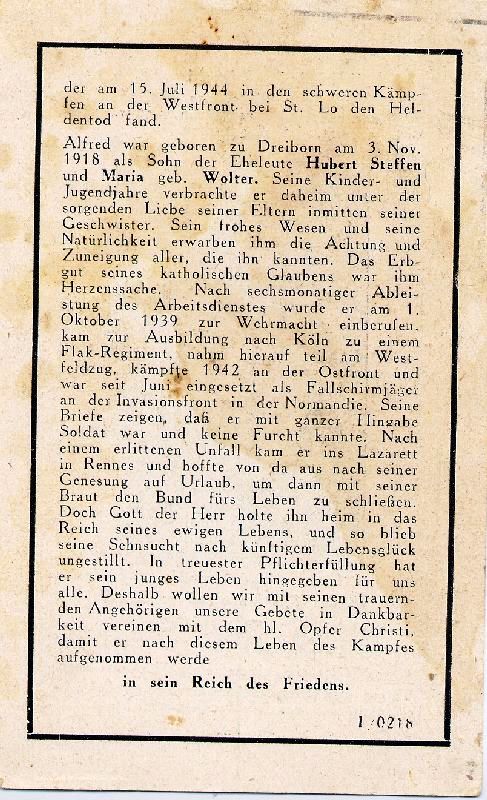 der am 15. Juli 1944 in den schweren Kämp-
fen an der Westfront bei St. Lo den Hel-
dentod fand.
Alfred war geboren zu Dreiborn am 3. Nov.
1918 als Sohn der Eheleute Hubert Steffen
und Maria geb. Wolter. Seine Kinder- und
Jugendjahre verbrachte er daheim unter der
sorgenden Liebe seiner Eltern inmitten seiner
Geschwister. Sein frohes Wesen und seine
Natürlichkeit erwarben ihm die Achtung und
Zuneigung aller, die ihn kannten. Das Erb-
gut seines katholischen Glaubens war ihm
Herzenssache. Nach sechsmonatiger Ablei-
stung des Arbeitsdienstes wurde er am 1.
Oktober 1939 zur Wehrmacht einberufen,
kam zur Ausbildung nach Köln zu einem
Flak-Regiment, nahm hierauf teil am West-
feldzug, kämpfte 1942 an der Ostfront und
war seit Juni eingesetzt als Fallschirmjäger
an der Invasionsfront in der Normandie. Seine
Briefe zeigen, daß er mit ganzer Hingabe
Soldat war und keine Furcht kannte. Nach
einem erlittenen Unfall kam er ins Lazarett
in Rennes und hoffte von da aus nach seiner
Genesung auf Urlaub, um dann mit seiner
Braut den Bund fürs Leben zu schließen.
Doch Gott der Herr holte ihn heim in das
Reich seines ewigen Lebens, und so blieb
seine Sehnsucht nach künftigem Lebensglück
ungestillt. In treuester Pflichterfüllung hat
er sein junges Leben hingegeben für uns
alle. Deshalb wollen wir mit seinen trauern-
den Angehörigen unsere Gebete in Dankbar-
keit vereinen mit dem hl. Opfer Christi,
damit er nach diesem Leben des Kampfes
aufgenommen werde
in sein Reich des Friedens.